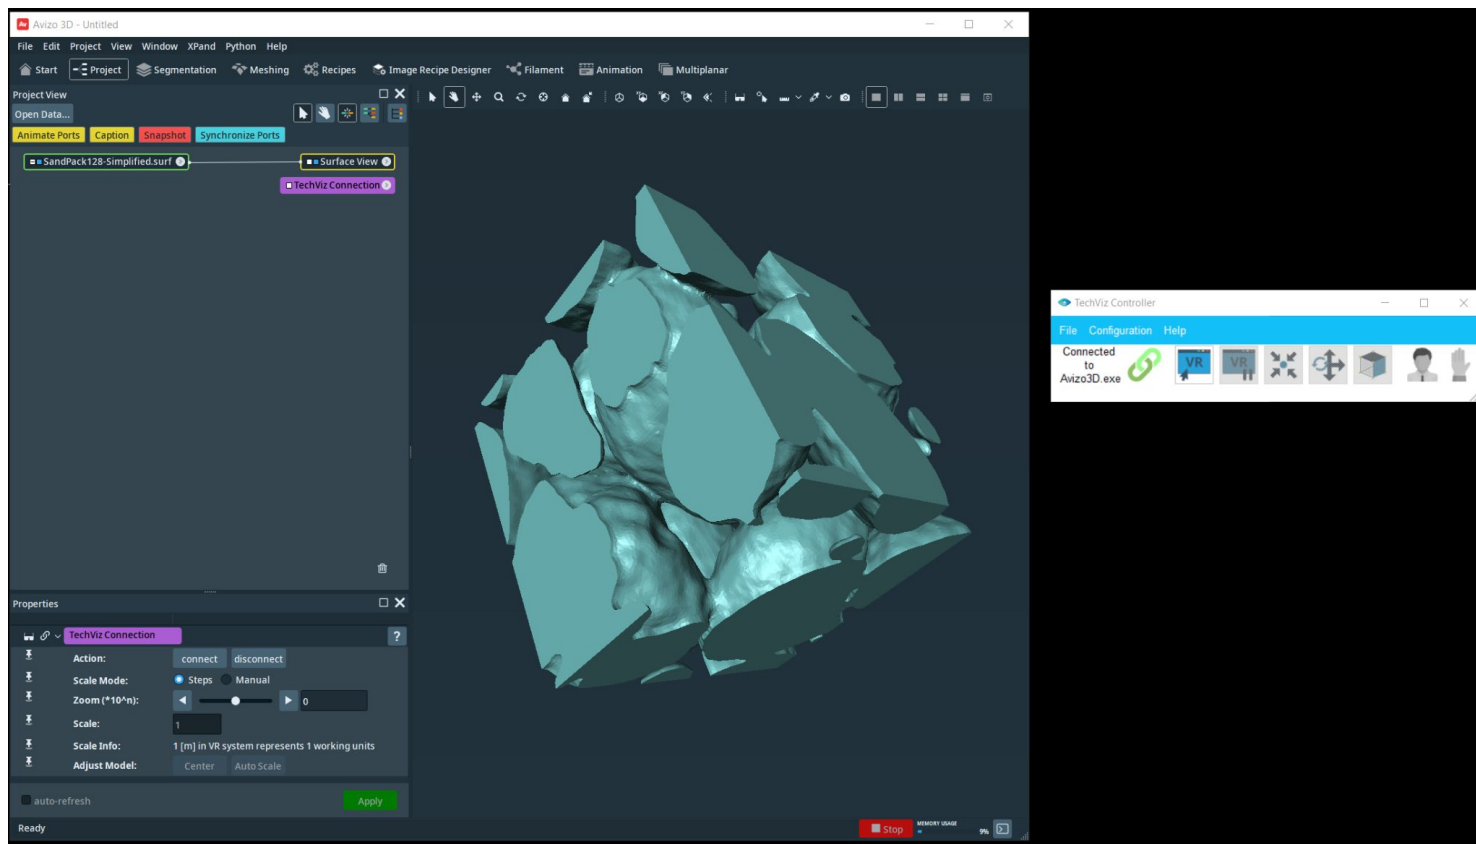 Avizo 3D - Untitled
File Edit Project View Window XPand Python Help
Start Project Segmentation Meshing Recipes Image Recipe Designer Filament Animation Multiplanar
Project View
Open Data...
Animate Ports Caption Snapshot Synchronize Ports
SandPack128-Simplified.surf Surface View
TechViz Connection
Properties
TechViz Connection ?
Action: connect disconnect
Scale Mode: Steps Manual
Zoom (*10^n): 0
Scale: 1
Scale Info: 1 [m] in VR system represents 1 working units
Adjust Model: Center Auto Scale
auto-refresh Apply
Ready Stop MEMORY USAGE 9%
TechViz Controller
File Configuration Help
Connected
to
Avizo3D.exe
VR VR